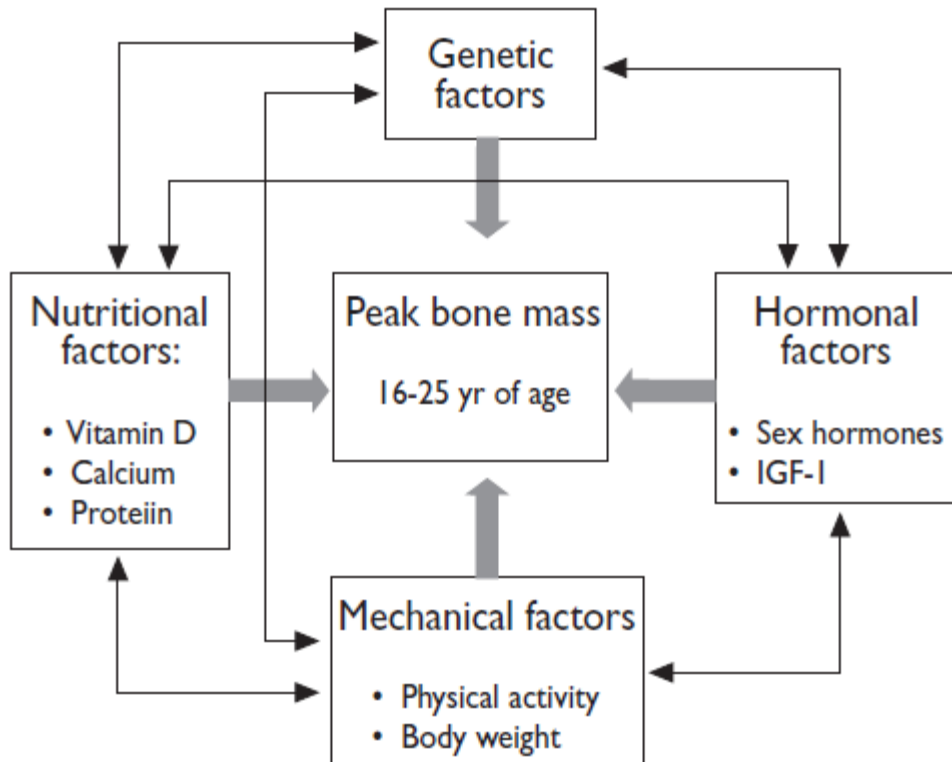 Genetic
factors
Nutritional
factors:
• Vitamin D
• Calcium
• Proteiin
Peak bone mass
16-25 yr of age
Hormonal
factors
• Sex hormones
• IGF-1
Mechanical factors
• Physical activity
• Body weight